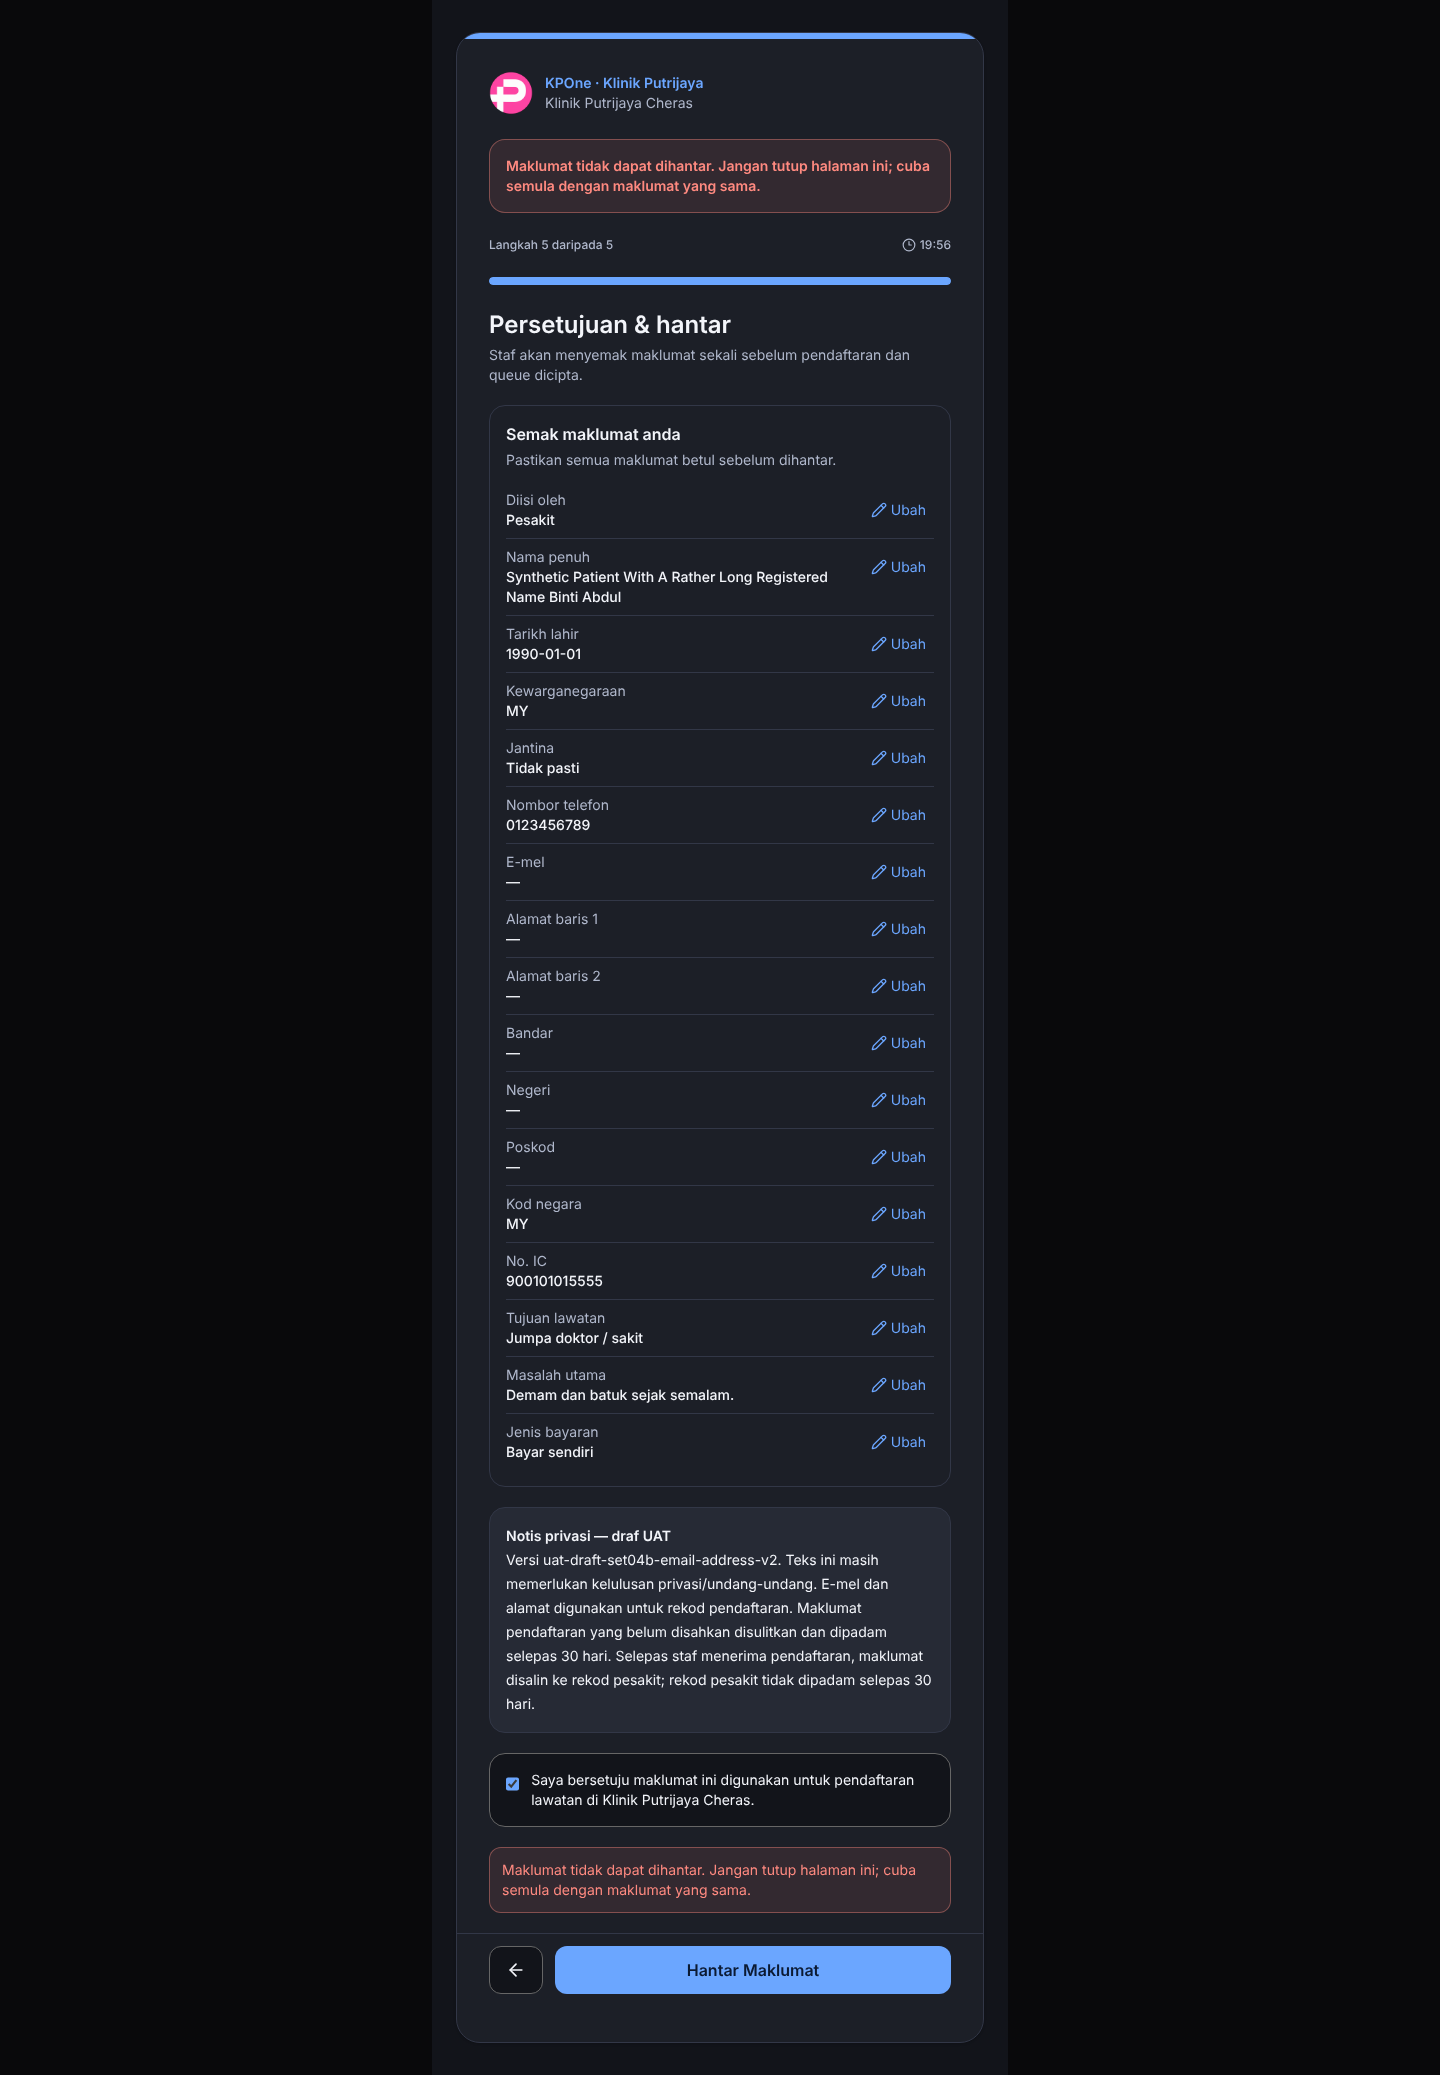 KPOne · Klinik Putrijaya
Klinik Putrijaya Cheras
Maklumat tidak dapat dihantar. Jangan tutup halaman ini; cuba
semula dengan maklumat yang sama.
Langkah 5 daripada 5
19:56
Persetujuan & hantar
Staf akan menyemak maklumat sekali sebelum pendaftaran dan
queue dicipta.
Semak maklumat anda
Pastikan semua maklumat betul sebelum dihantar.
Diisi oleh
Pesakit
Ubah
Nama penuh
Synthetic Patient With A Rather Long Registered
Name Binti Abdul
Ubah
Tarikh lahir
1990-01-01
Ubah
Kewarganegaraan
MY
Ubah
Jantina
Tidak pasti
Ubah
Nombor telefon
0123456789
Ubah
E-mel
—
Ubah
Alamat baris 1
—
Ubah
Alamat baris 2
—
Ubah
Bandar
—
Ubah
Negeri
—
Ubah
Poskod
—
Ubah
Kod negara
MY
Ubah
No. IC
900101015555
Ubah
Tujuan lawatan
Jumpa doktor / sakit
Ubah
Masalah utama
Demam dan batuk sejak semalam.
Ubah
Jenis bayaran
Bayar sendiri
Ubah
Notis privasi — draf UAT
Versi uat-draft-set04b-email-address-v2. Teks ini masih
memerlukan kelulusan privasi/undang-undang. E-mel dan
alamat digunakan untuk rekod pendaftaran. Maklumat
pendaftaran yang belum disahkan disulitkan dan dipadam
selepas 30 hari. Selepas staf menerima pendaftaran, maklumat
disalin ke rekod pesakit; rekod pesakit tidak dipadam selepas 30
hari.
Saya bersetuju maklumat ini digunakan untuk pendaftaran
lawatan di Klinik Putrijaya Cheras.
Maklumat tidak dapat dihantar. Jangan tutup halaman ini; cuba
semula dengan maklumat yang sama.
Hantar Maklumat